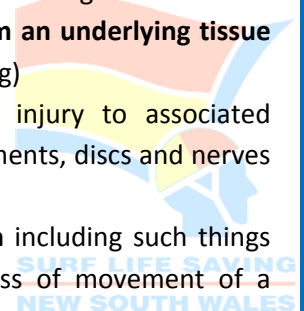 m an underlying tissue
g)
injury to associated
ments, discs and nerves
n including such things
SURF LIFE SAVING
ss of movement of a
NEW SOUTH WALES